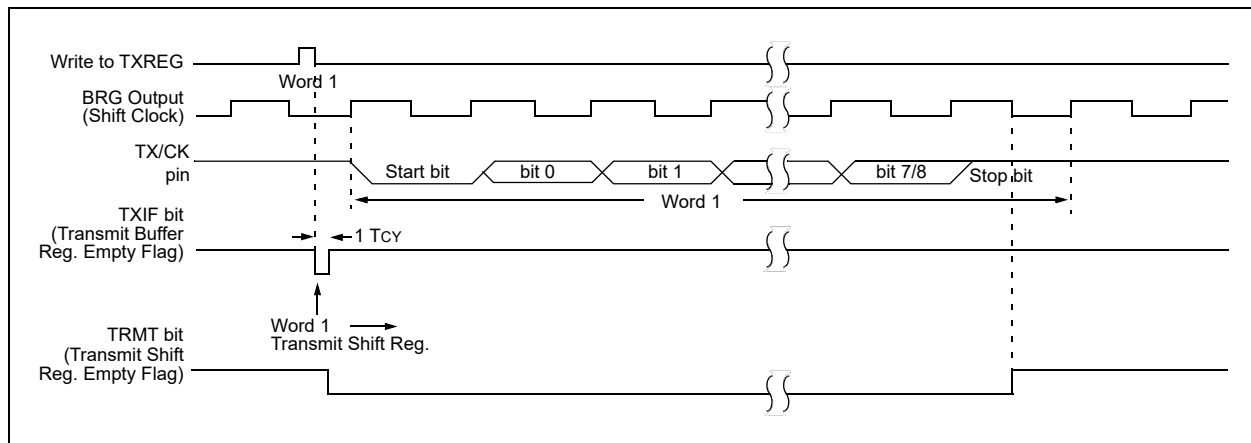 Write to TXREG
Word 1
BRG Output
(Shift Clock)
TX/CK
pin
Start bit
bit 0
bit 1
bit 7/8
Stop bit
Word 1
TXIF bit
(Transmit Buffer
Reg. Empty Flag)
1 TCY
Word 1
Transmit Shift Reg.
TRMT bit
(Transmit Shift
Reg. Empty Flag)